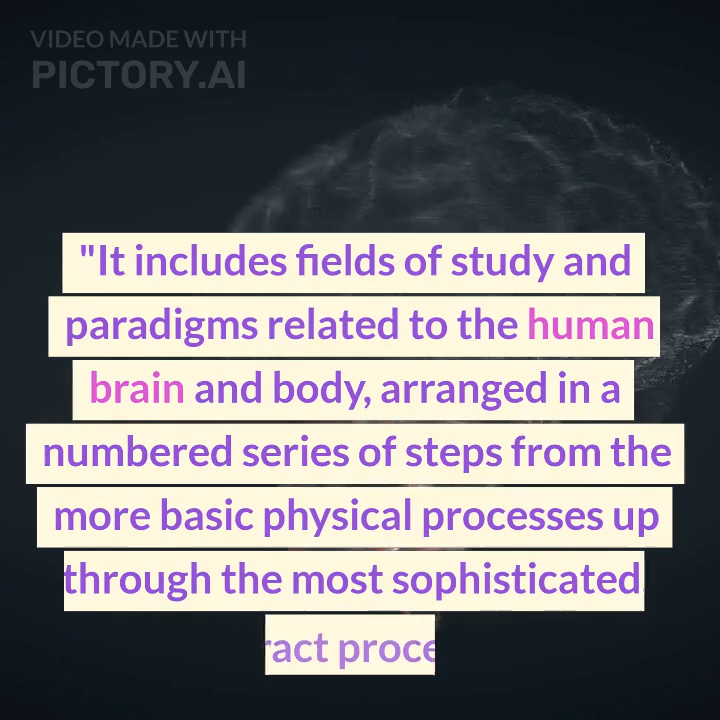 VIDEO MADE WITH
PICTORY.AI
"It includes fields of study and
paradigms related to the human
brain and body, arranged in a
numbered series of steps from the
more basic physical processes up
through the most sophisticated